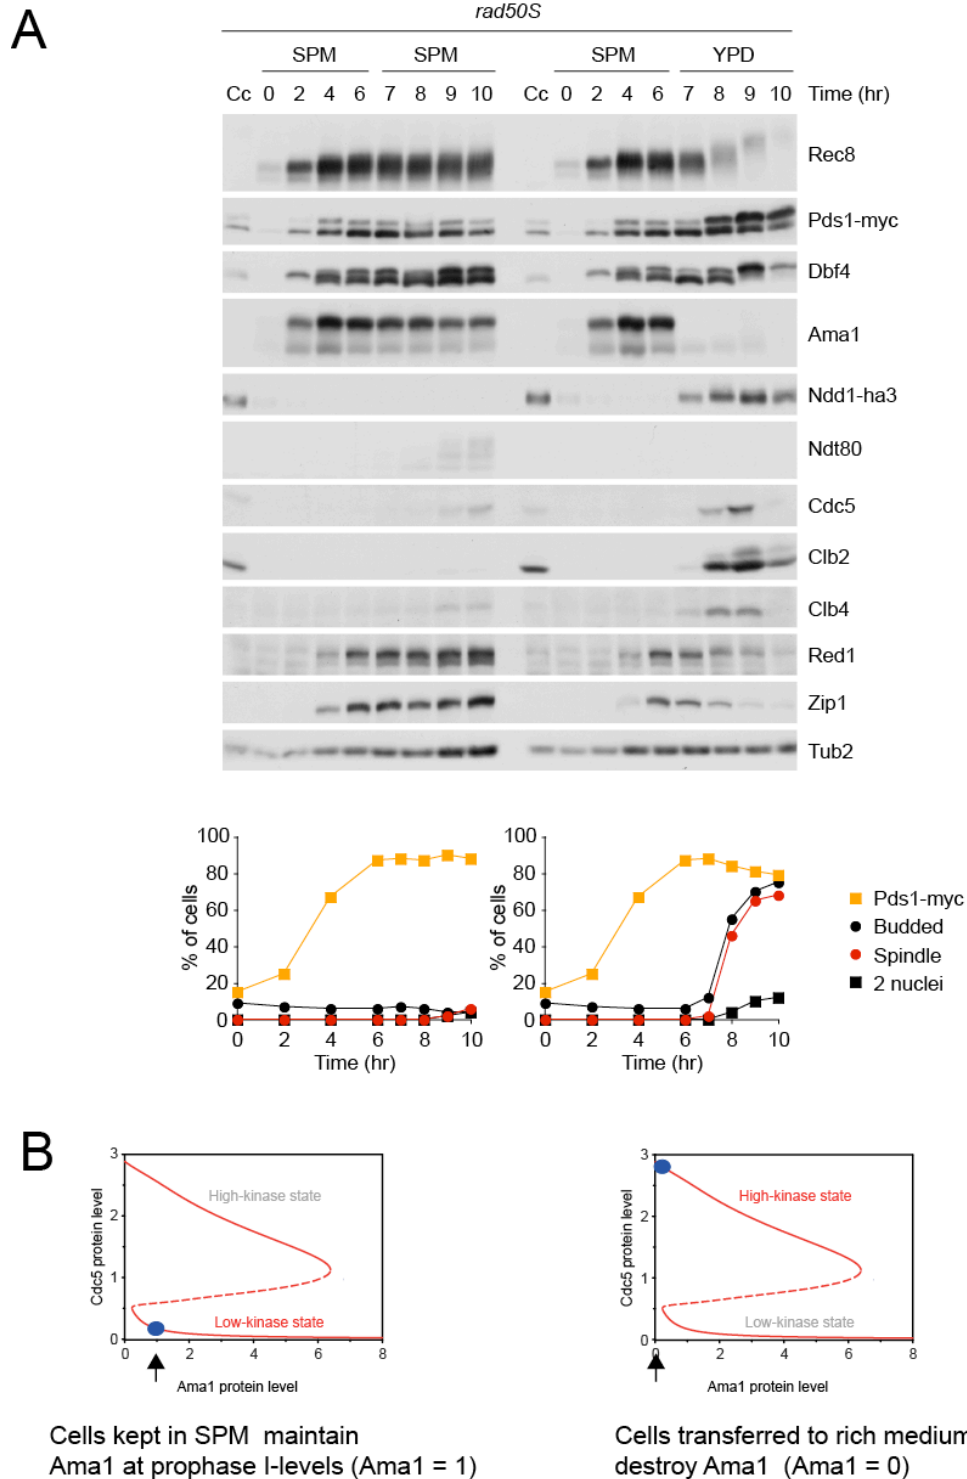 A
rad50S
SPM SPM SPM YPD
Cc 0 2 4 6 7 8 9 10 Cc 0 2 4 6 7 8 9 10 Time (hr)
Rec8
Pds1-myc
Dbf4
Ama1
Ndd1-ha3
Ndt80
Cdc5
Clb2
Clb4
Red1
Zip1
Tub2
100
80
60
40
20
0
% of cells
0 2 4 6 8 10
Time (hr)
100
80
60
40
20
0
% of cells
0 2 4 6 8 10
Time (hr)
Pds1-myc
Budded
Spindle
2 nuclei
B
3
2
1
0
Cdc5 protein level
High-kinase state
Low-kinase state
0 2 4 6 8
Ama1 protein level
Cells kept in SPM maintain
Ama1 at prophase I-levels (Ama1 = 1)
3
2
1
0
Cdc5 protein level
High-kinase state
Low-kinase state
0 2 4 6 8
Ama1 protein level
Cells transferred to rich medium
destroy Ama1 (Ama1 = 0)